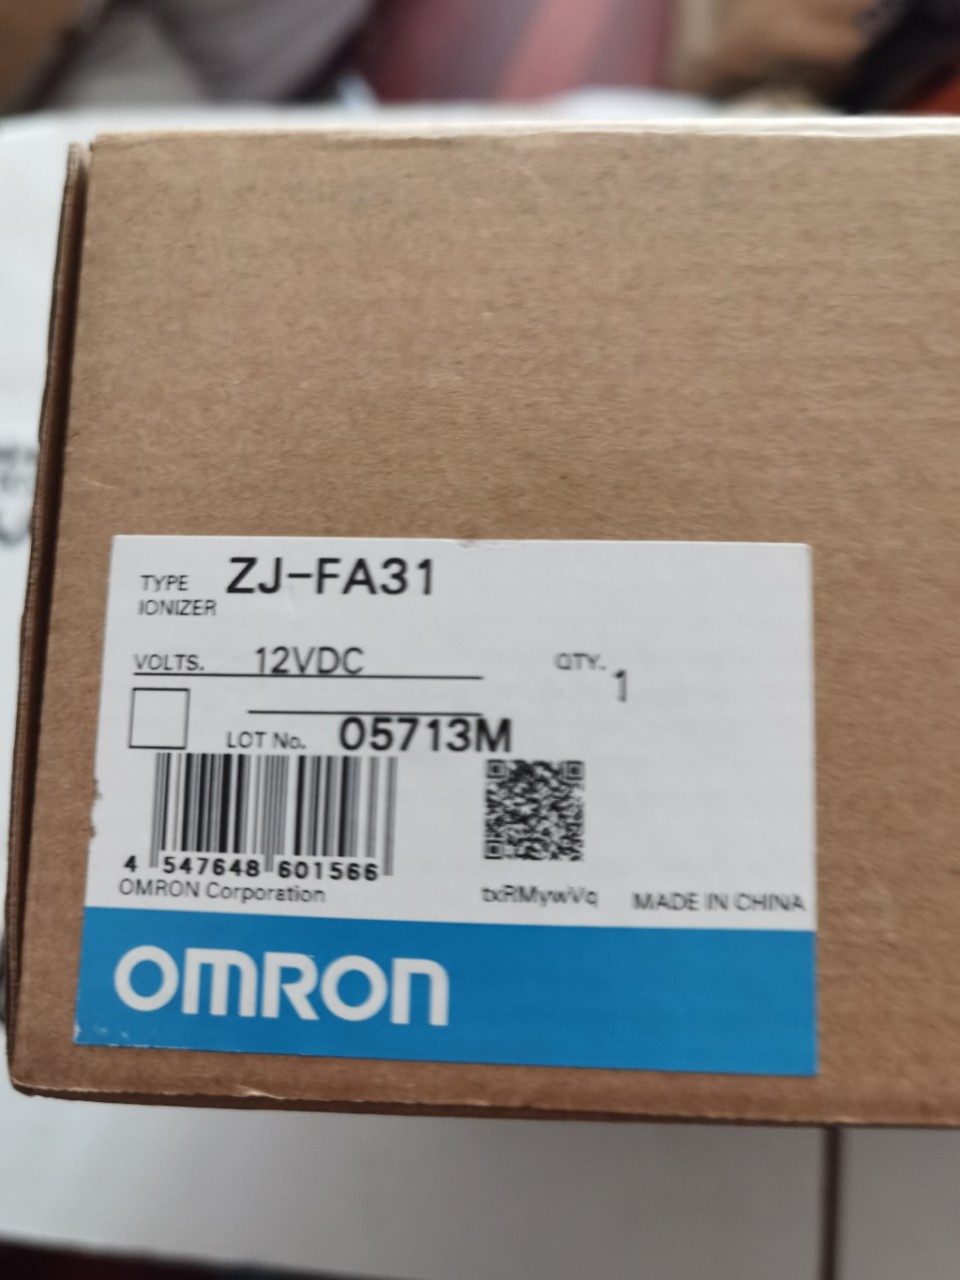 TYPE ZJ-FA31
IONIZER
VOLTS. 12VDC QTY. 1
LOT No. 05713M
4 547648 601566
OMRON Corporation txRMywVq MADE IN CHINA
OMRON